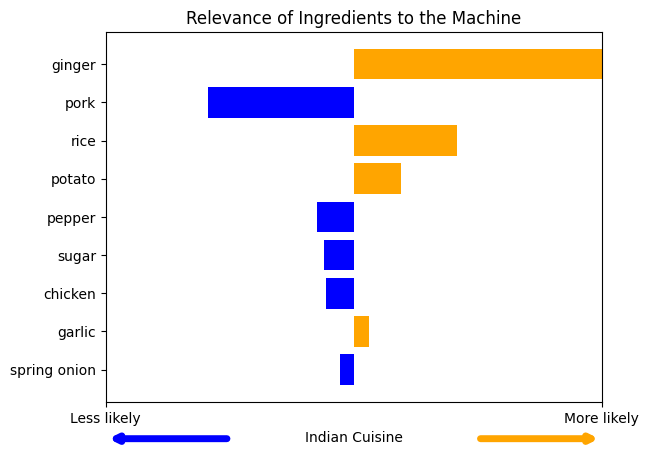 Relevance of Ingredients to the Machine
ginger
pork
rice
potato
pepper
sugar
chicken
garlic
spring onion
Less likely
More likely
Indian Cuisine